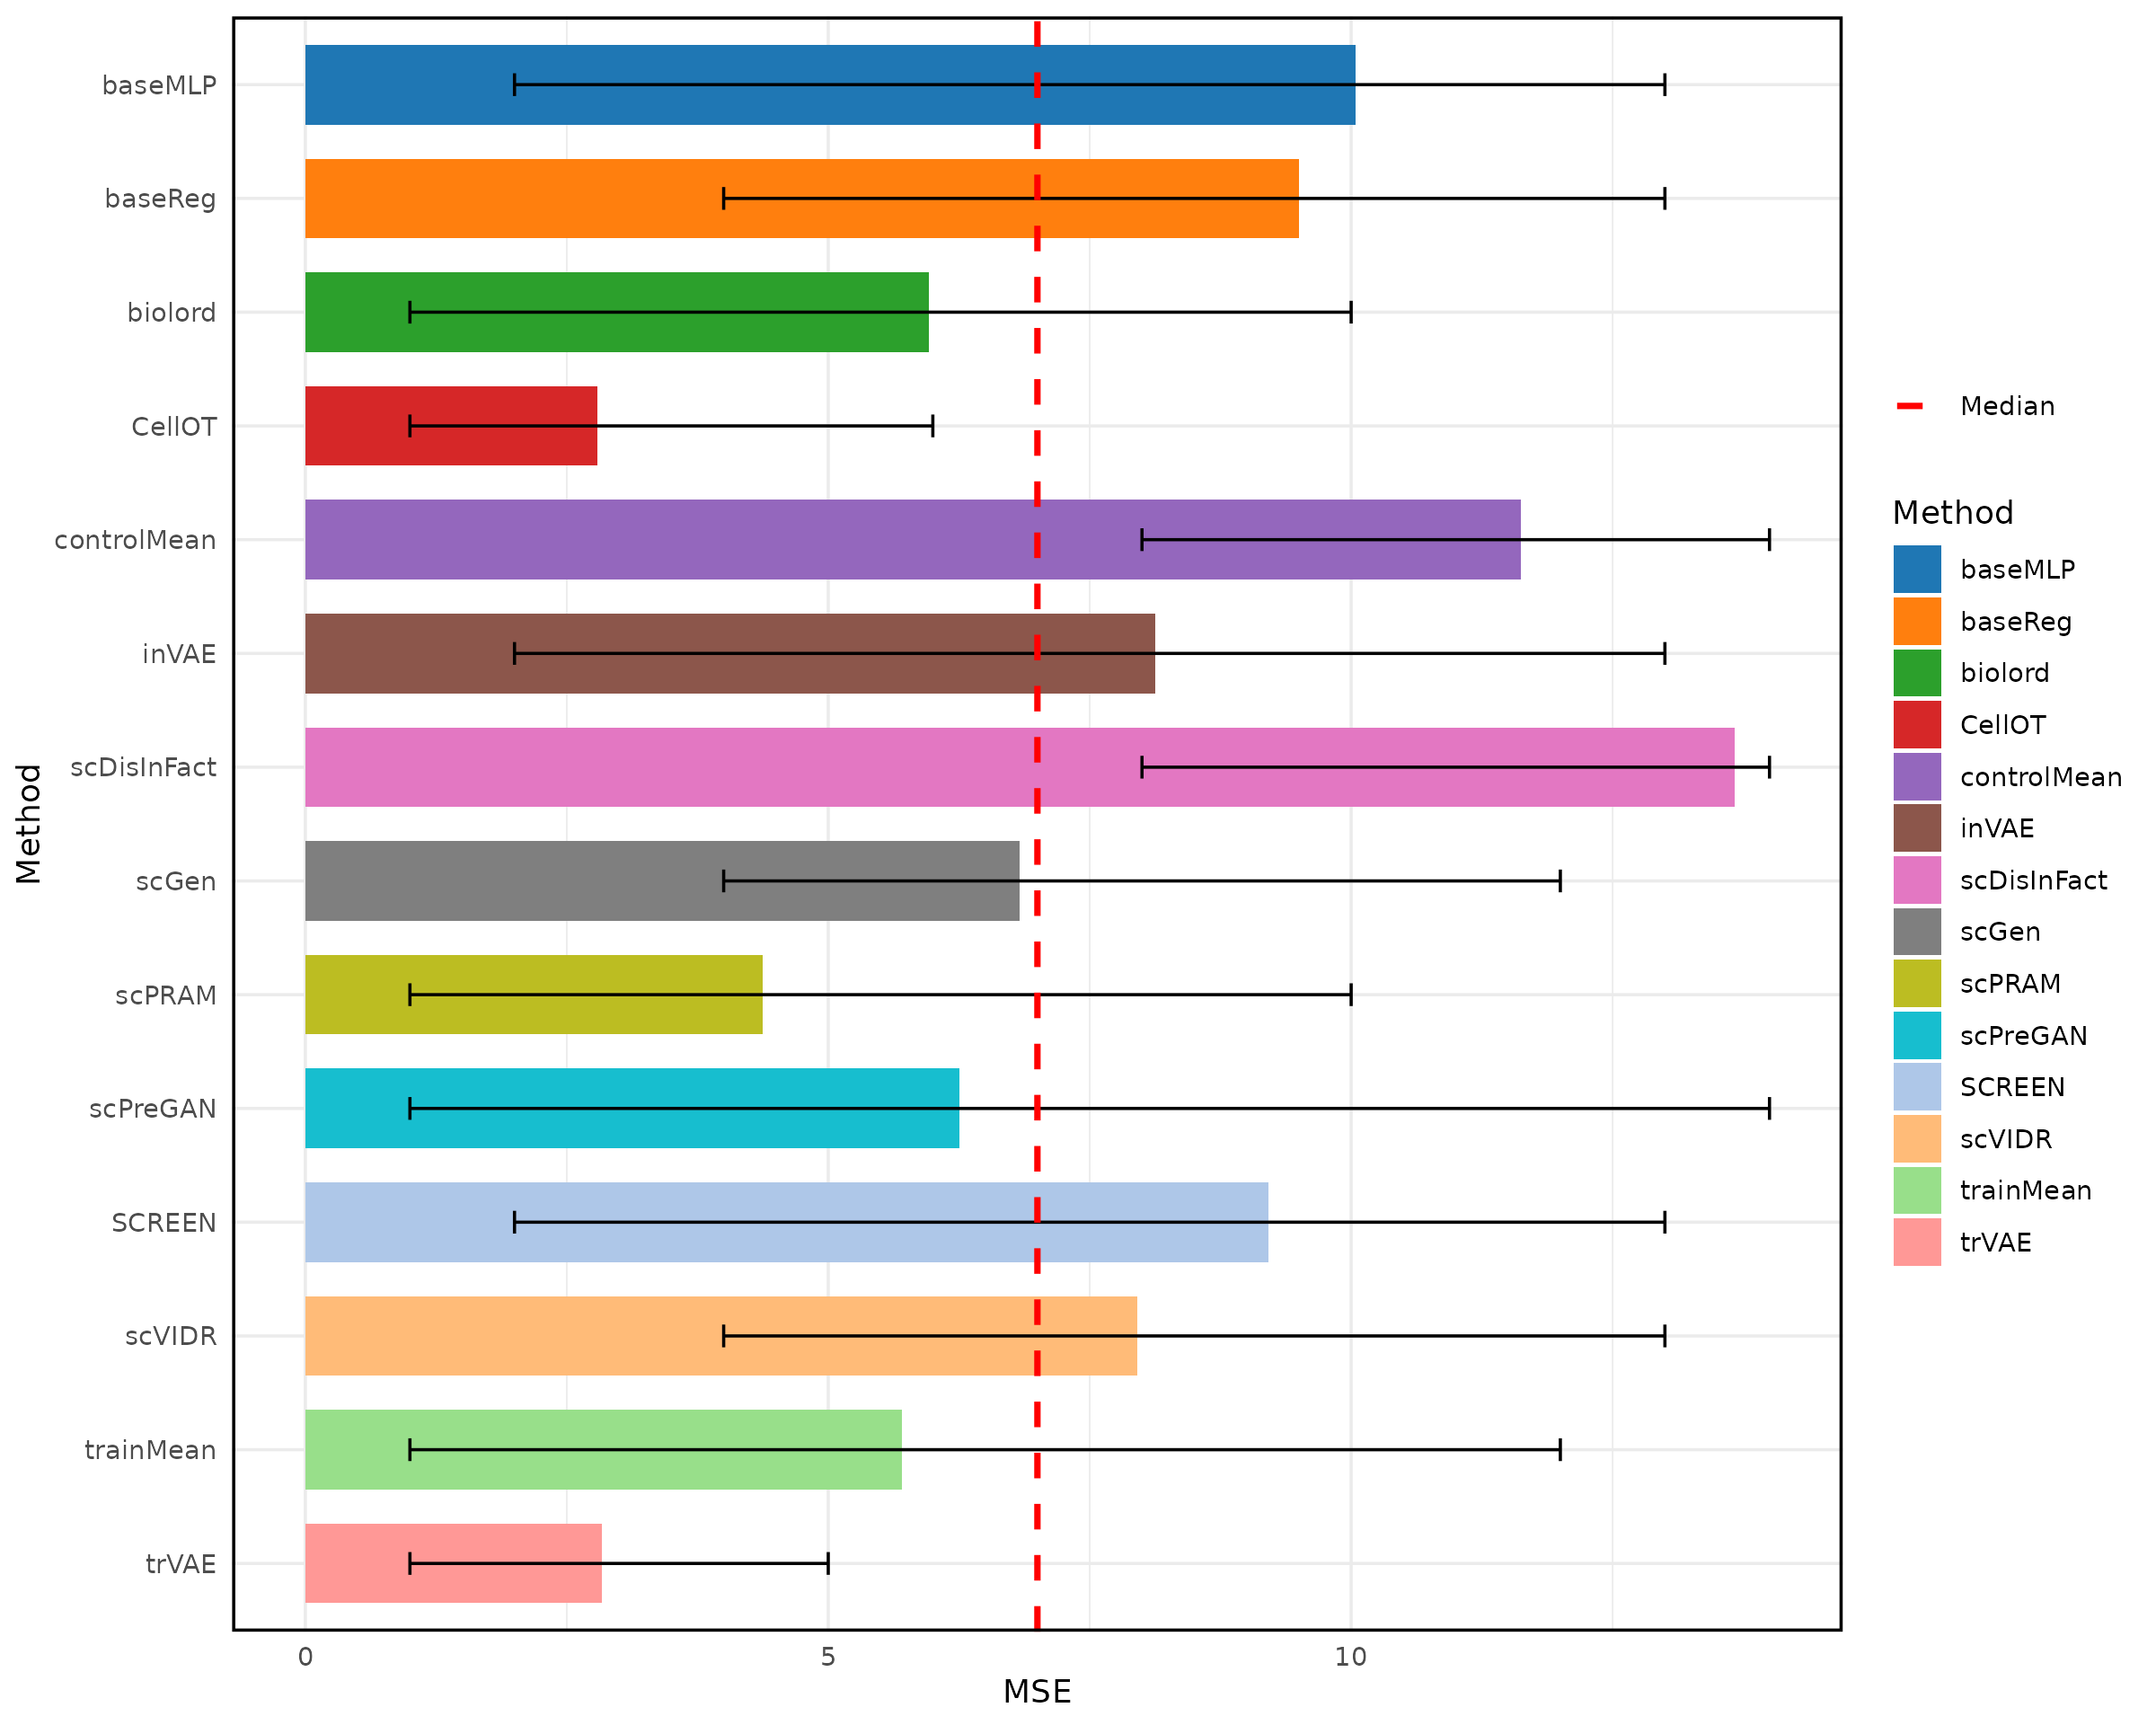 baseMLP
baseReg
biolord
CellOT
controlMean
inVAE
scDisInFact
scGen
scPRAM
scPreGAN
SCREEN
scVIDR
trainMean
trVAE
Method
0 5 10
MSE
Median
Method
baseMLP
baseReg
biolord
CellOT
controlMean
inVAE
scDisInFact
scGen
scPRAM
scPreGAN
SCREEN
scVIDR
trainMean
trVAE